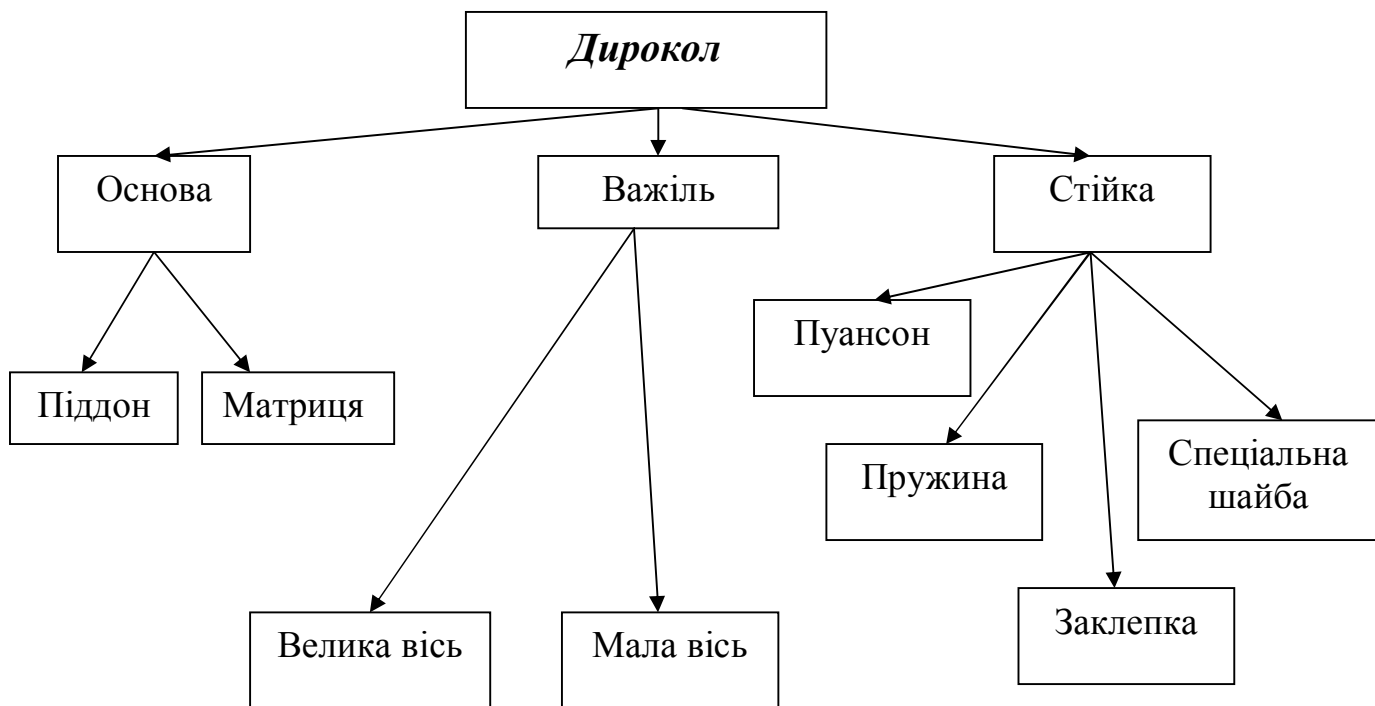 Дирокол
Основа
Важіль
Стійка
Пуансон
Піддон
Матриця
Пружина
Спеціальна
шайба
Заклепка
Велика вісь
Мала вісь